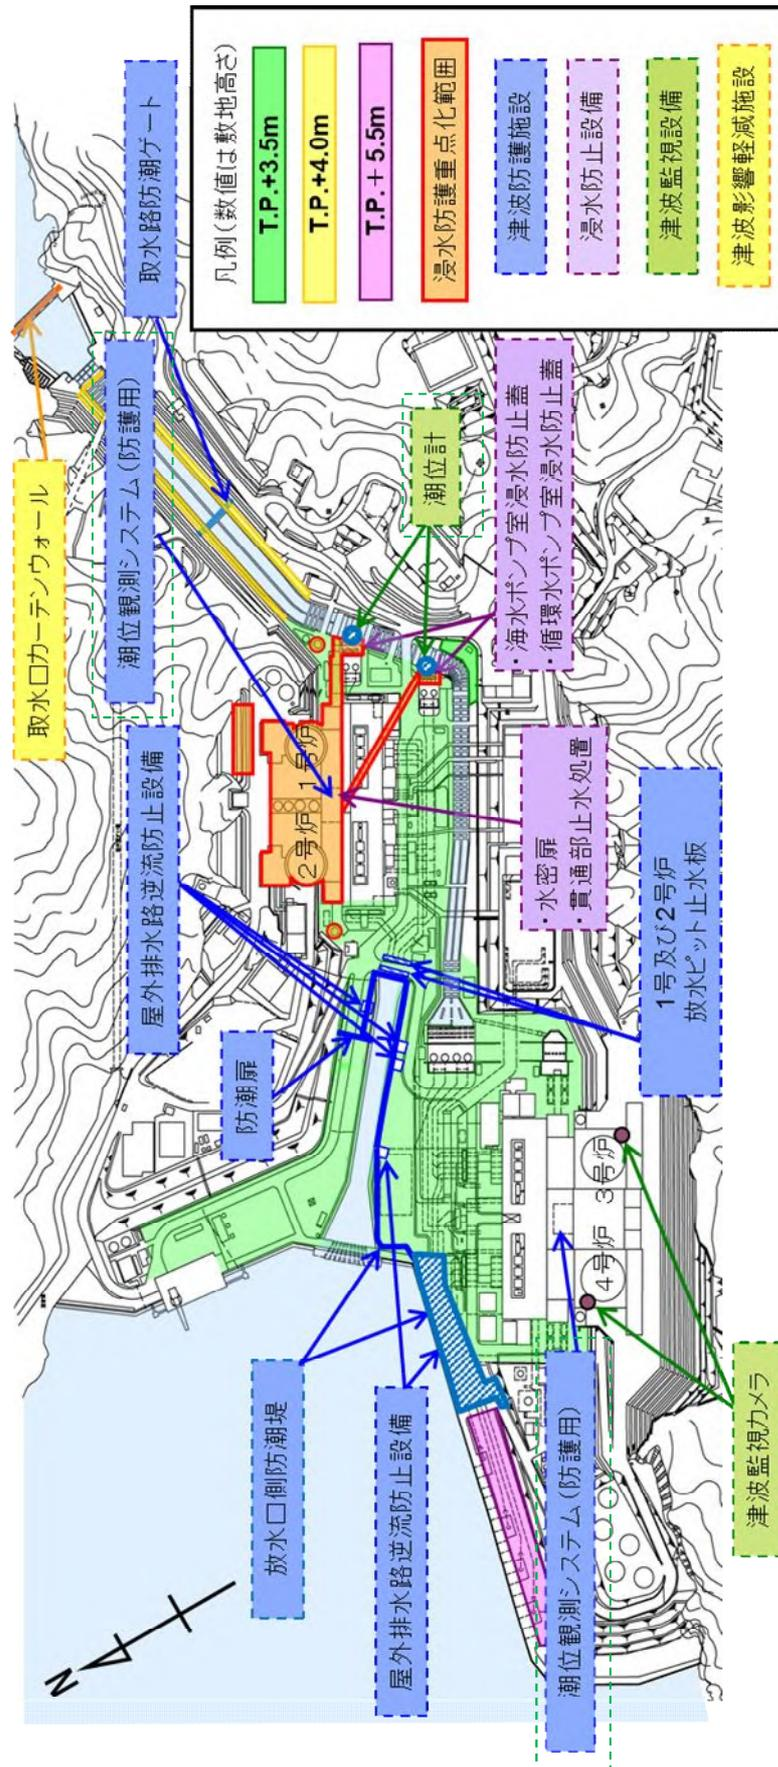 凡例(数値は敷地高さ)
T.P.+3.5m
T.P.+4.0m
T.P.+5.5m
浸水防護重点化範囲
津波防護施設
浸水防止設備
津波監視設備
津波影響軽減施設
取水口カーテンウォール
潮位観測システム(防護用)
取水路防潮ゲート
屋外排水路逆流防止設備
防潮扉
放水口側防潮堤
屋外排水路逆流防止設備
潮位観測システム(防護用)
潮位計
・海水ポンプ室浸水防止蓋
・循環水ポンプ室浸水防止蓋
・水密扉
・貫通部止水処置
1号及び2号炉
放水ピット止水板
津波監視カメラ
2号炉
1号炉
4号炉
3号炉
N